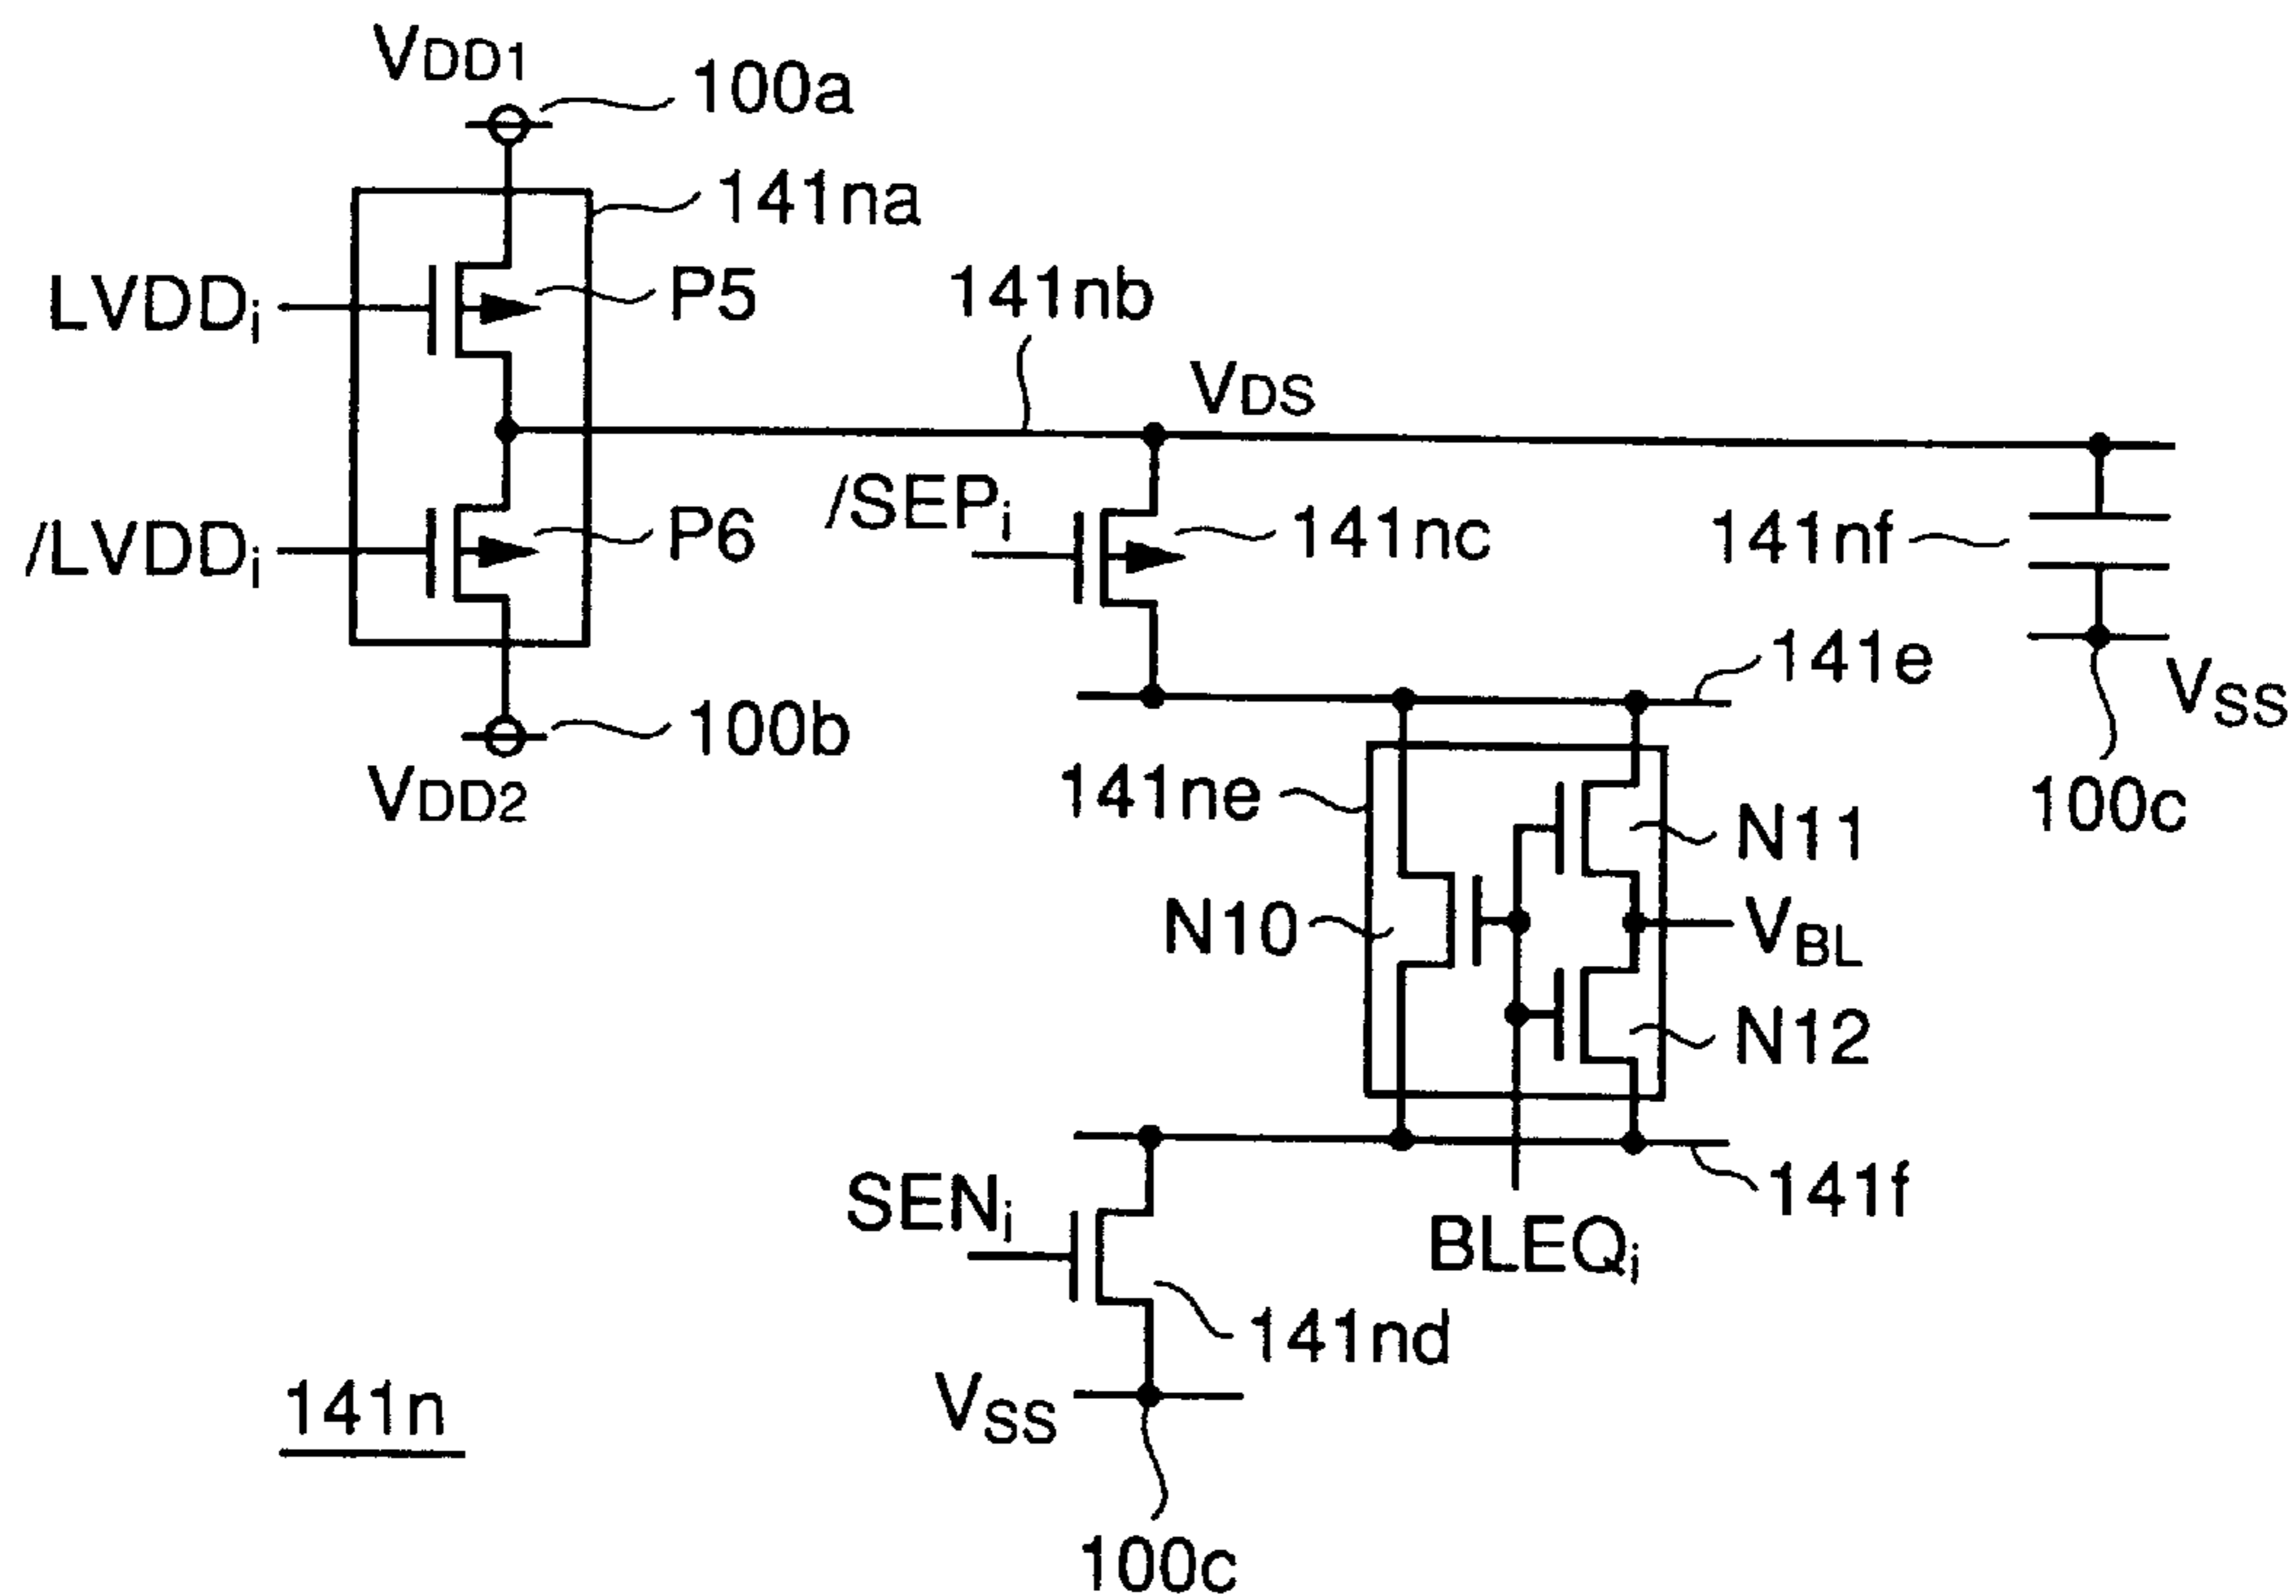 VDD1
100a
141na
LVDDi
P5
141nb
VDS
/SEPi
/LVDDi
P6
141nc
141nf
141e
VSS
100b
VDD2
141ne
N11
100c
N10
VBL
N12
SENi
141f
BLEQi
141nd
141n
VSS
100c